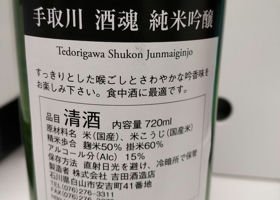 手取川 酒魂 純米吟醸
Tedorigawa Shukon Junmaiginjo
すっきりとした喉ごしとさわやかな吟香味を
お楽しみ下さい。食中酒に最適です。
品目 清酒 内容量 720ml
原材料名 米(国産)、米こうじ(国産米)
精米歩合 麹米50% 掛米60%
アルコール分(Alc) 15%
保存方法 直射日光を避け、冷暗所で保管
製造者 株式会社 吉田酒造店
石川県白山市安吉町41番地
TEL(076)276-3311